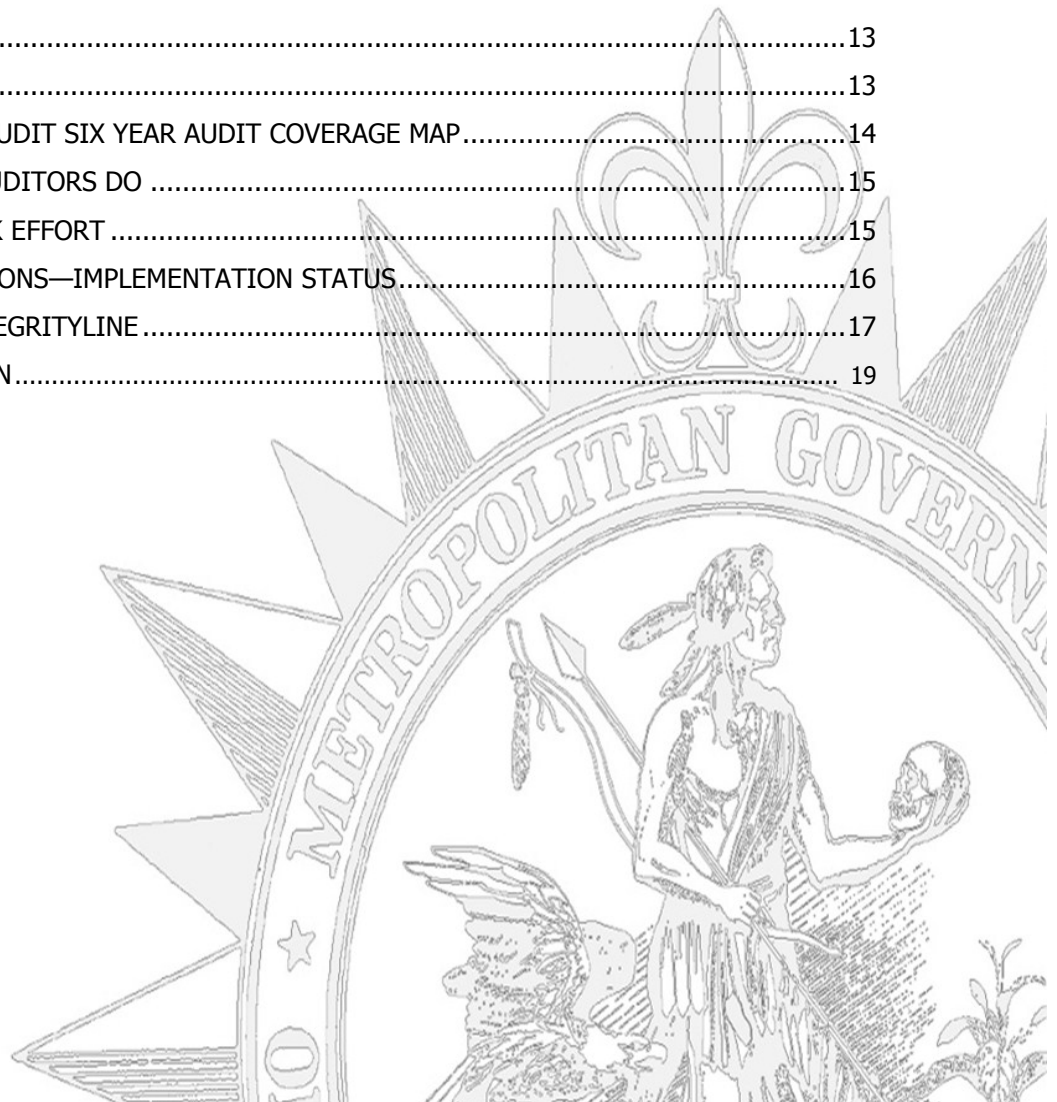 ....................13
....................13
UDIT SIX YEAR AUDIT COVERAGE MAP....................14
UDITORS DO ....................15
K EFFORT ....................15
ONS—IMPLEMENTATION STATUS....................16
EGRITYLINE....................17
N.................... 19
METROPOLITAN GOVERN